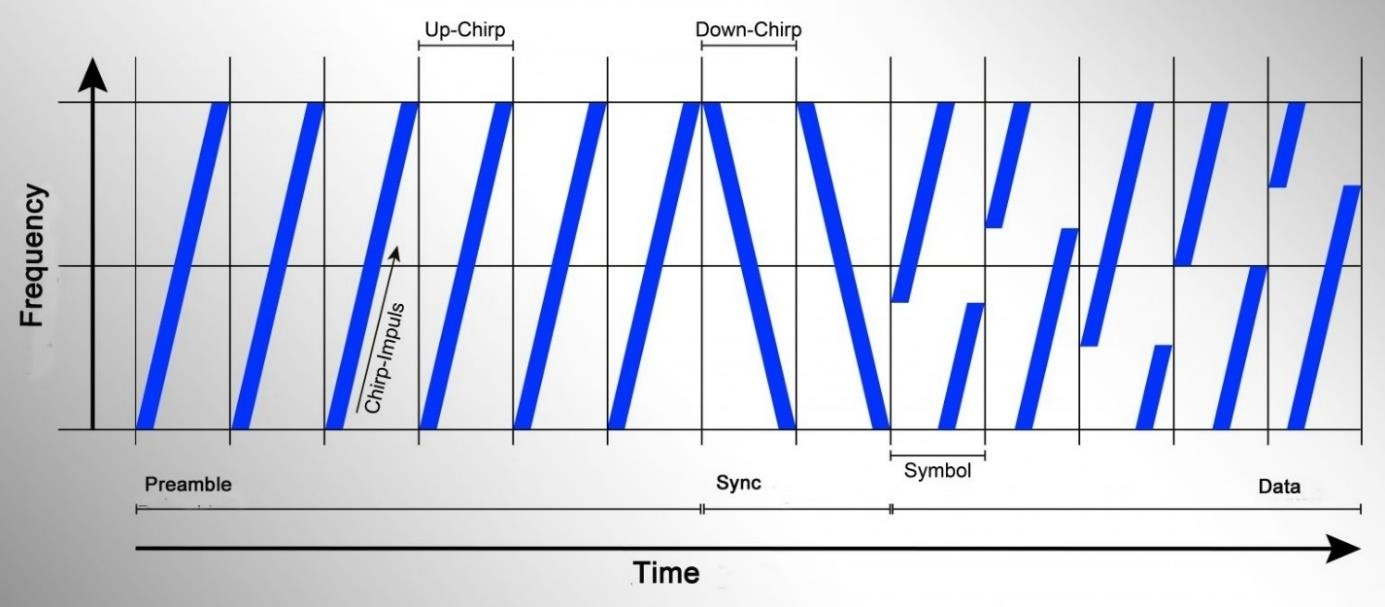 Up-Chirp
Down-Chirp
Frequency
Chirp-Impuls
Symbol
Preamble
Sync
Data
Time